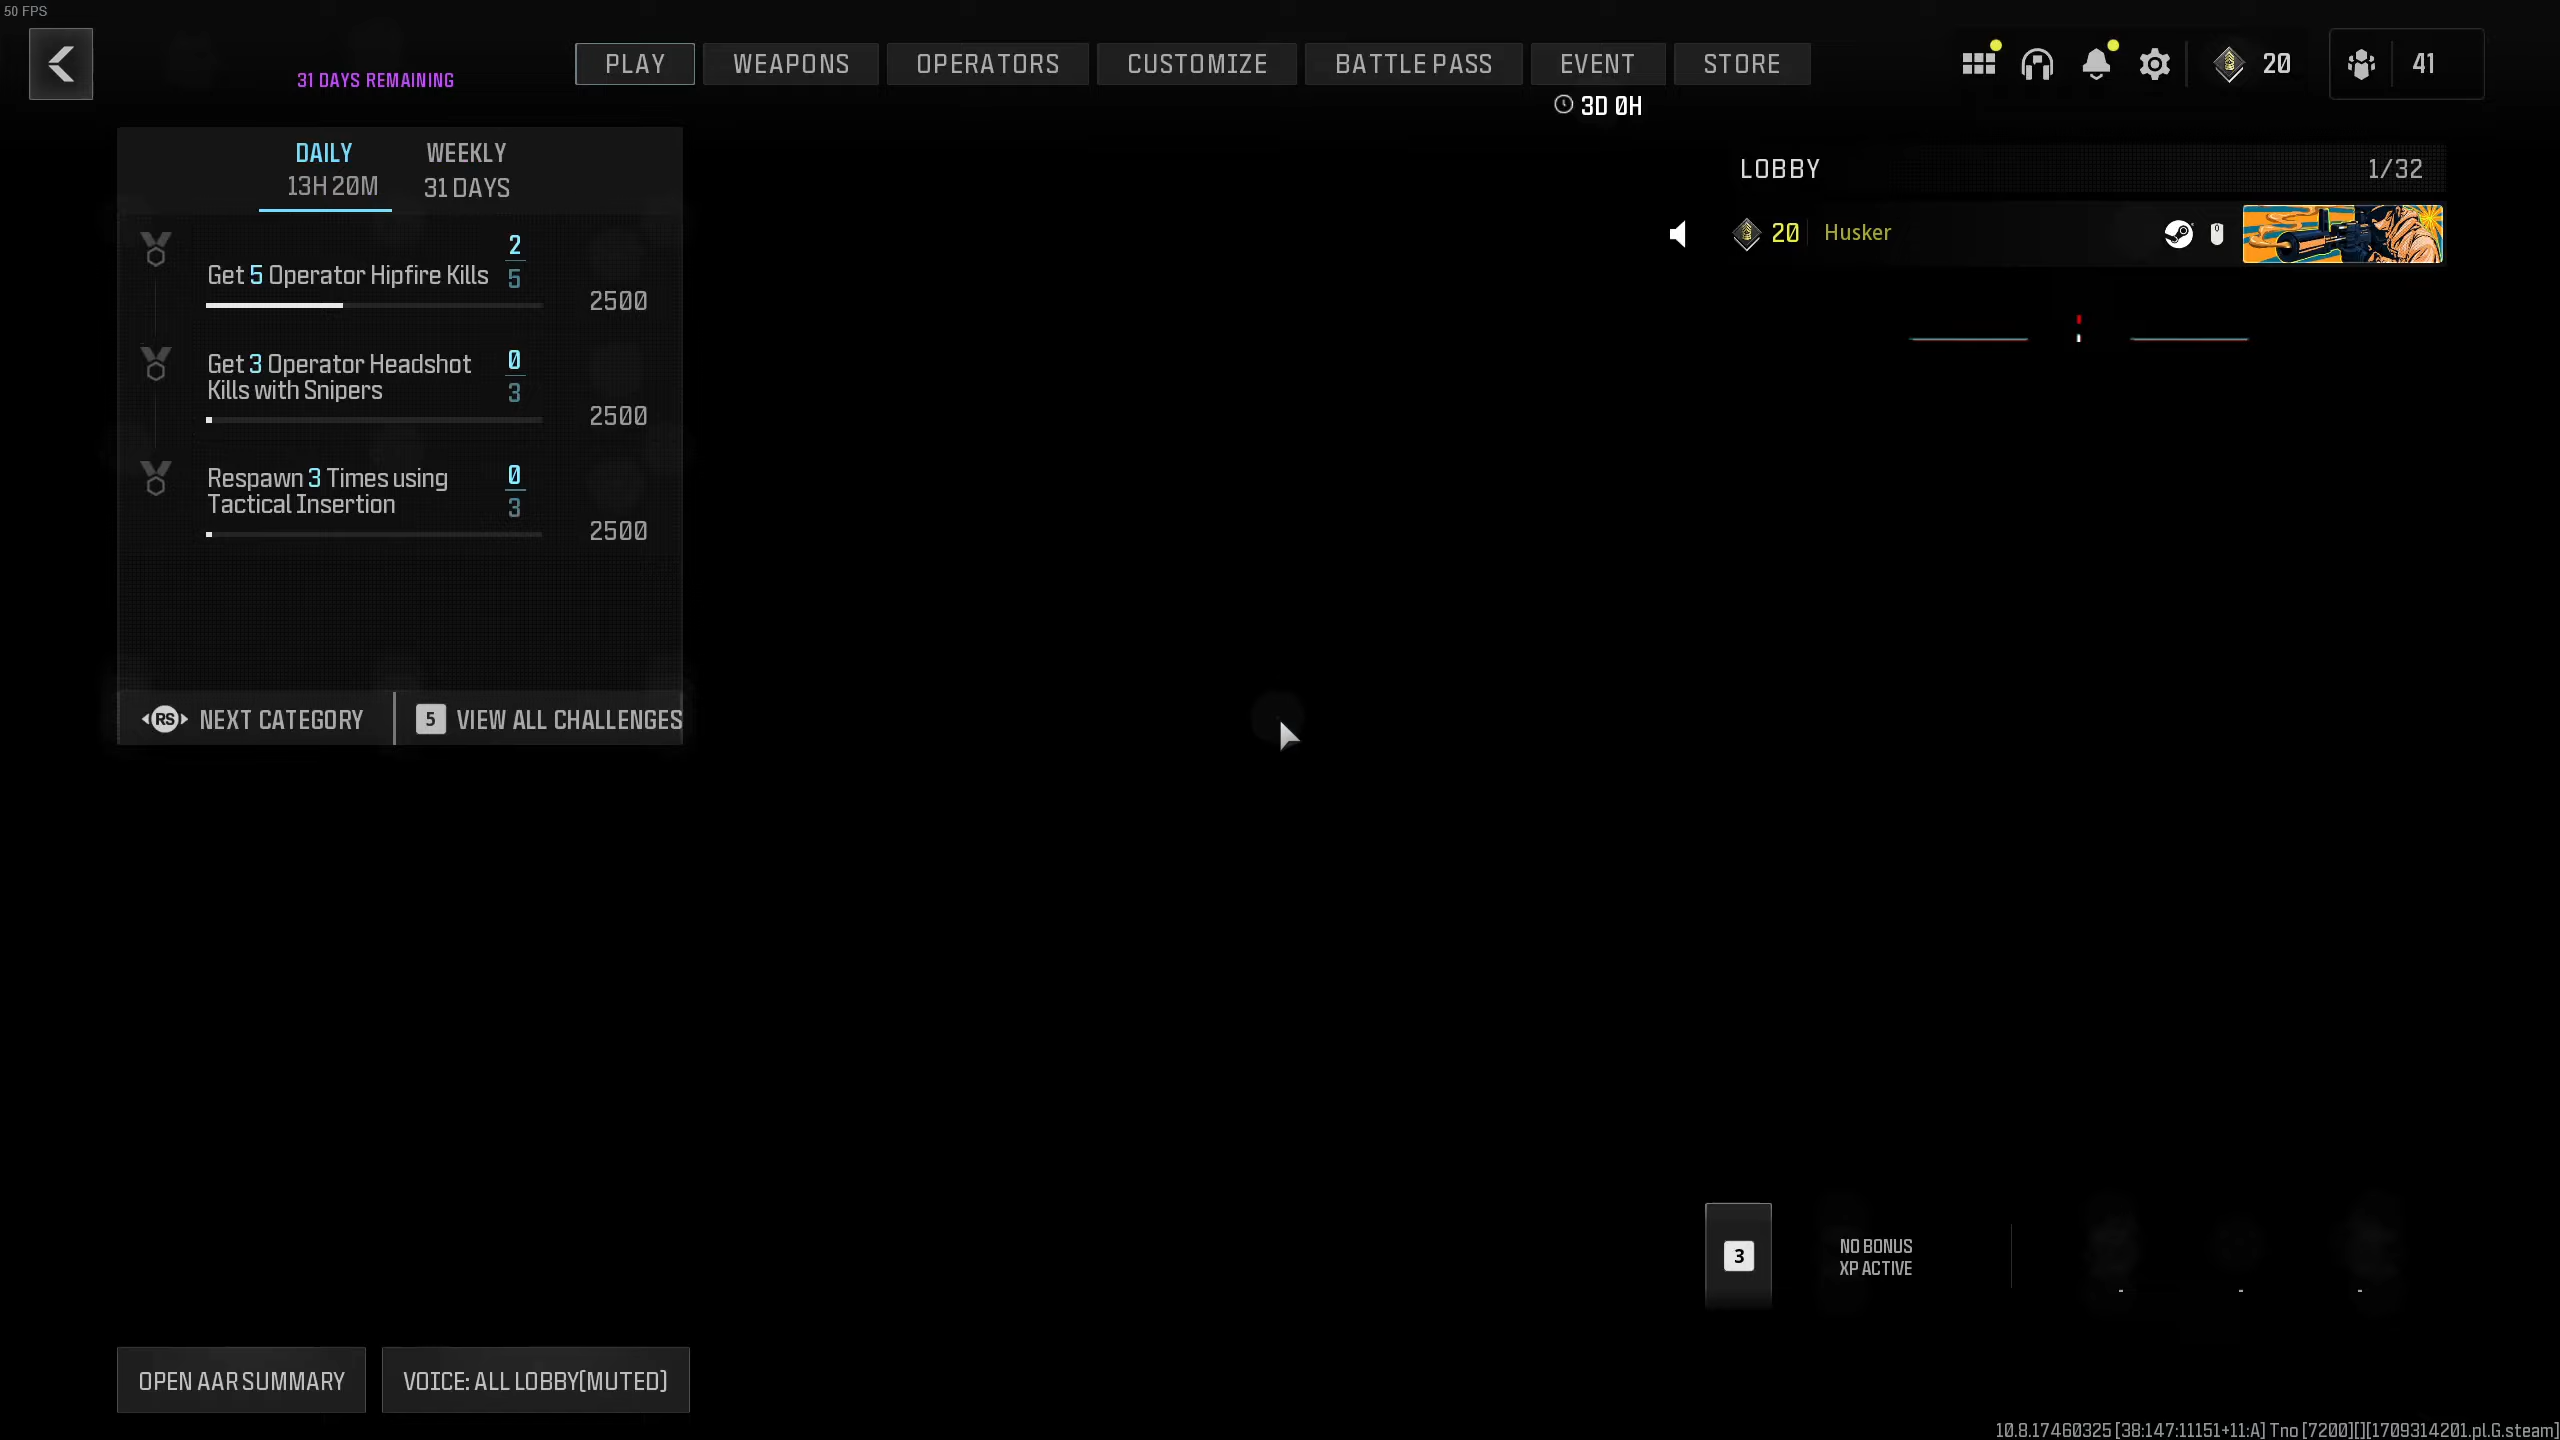 50 FPS
31 DAYS REMAINING
PLAY
WEAPONS
OPERATORS
CUSTOMIZE
BATTLE PASS
EVENT
STORE
3D 0H
20
41
DAILY
13H 20M
WEEKLY
31 DAYS
Get 5 Operator Hipfire Kills
2
5
2500
Get 3 Operator Headshot
Kills with Snipers
0
3
2500
Respawn 3 Times using
Tactical Insertion
0
3
2500
RS NEXT CATEGORY
5 VIEW ALL CHALLENGES
LOBBY
1/32
20 Husker
3
NO BONUS
XP ACTIVE
- - -
OPEN AAR SUMMARY
VOICE: ALL LOBBY[MUTED]
10.8.17460325 [38:147:11151+11:A] Tno [7200][][1709314201.pl.G.steam]